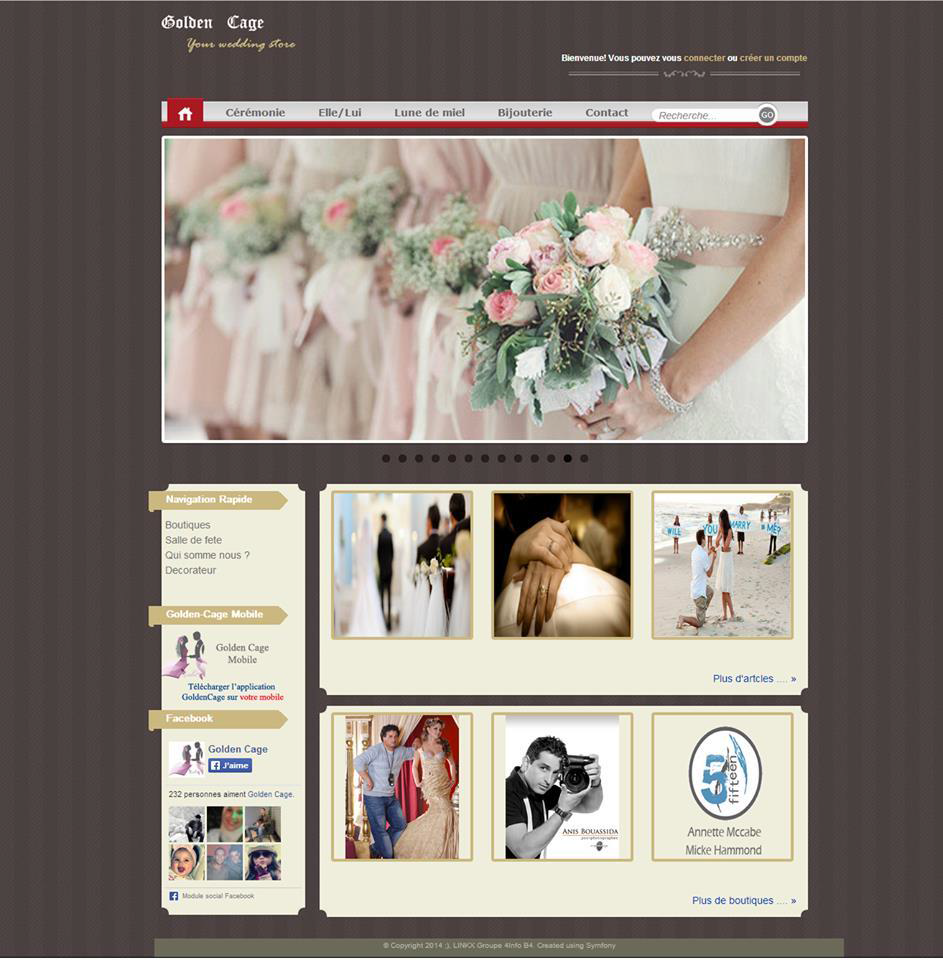 Golden Cage
Your wedding store
Bienvenue! Vous pouvez vous connecter ou créer un compte
Cérémonie Elle/Lui Lune de miel Bijouterie Contact Recherche... GO
Navigation Rapide
Boutiques
Salle de fete
Qui somme nous ?
Decorateur
Golden-Cage Mobile
Golden Cage
Mobile
Télécharger l'application
GoldenCage sur votre mobile
Facebook
Golden Cage
J'aime
232 personnes aiment Golden Cage.
Module social Facebook
WILL YOU MARRY ME?
Plus d'artcles .... »
ANIS BOUASSIDA
5
fifteen
Annette Mccabe
Micke Hammond
Plus de boutiques .... »
© Copyright 2014 ;), LINKX Groupe 4Info B4. Created using Symfony